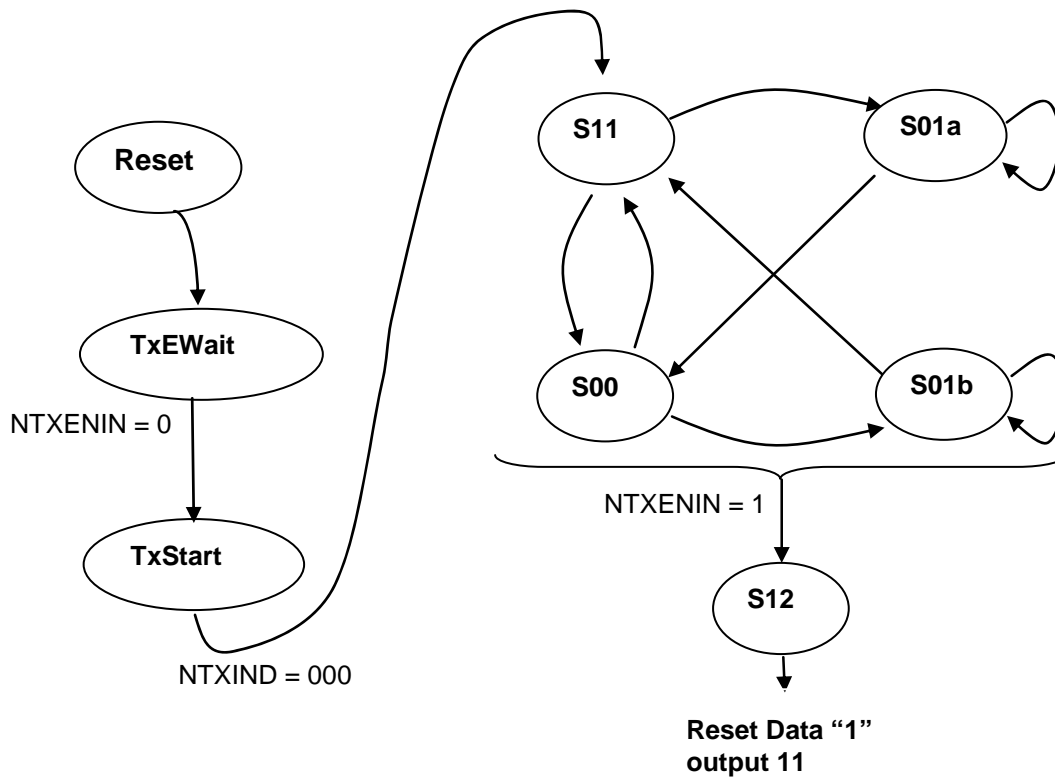 Reset
TxEWait
NTXENIN = 0
TxStart
NTXIND = 000
S11
S01a
S00
S01b
NTXENIN = 1
S12
Reset Data “1”
output 11